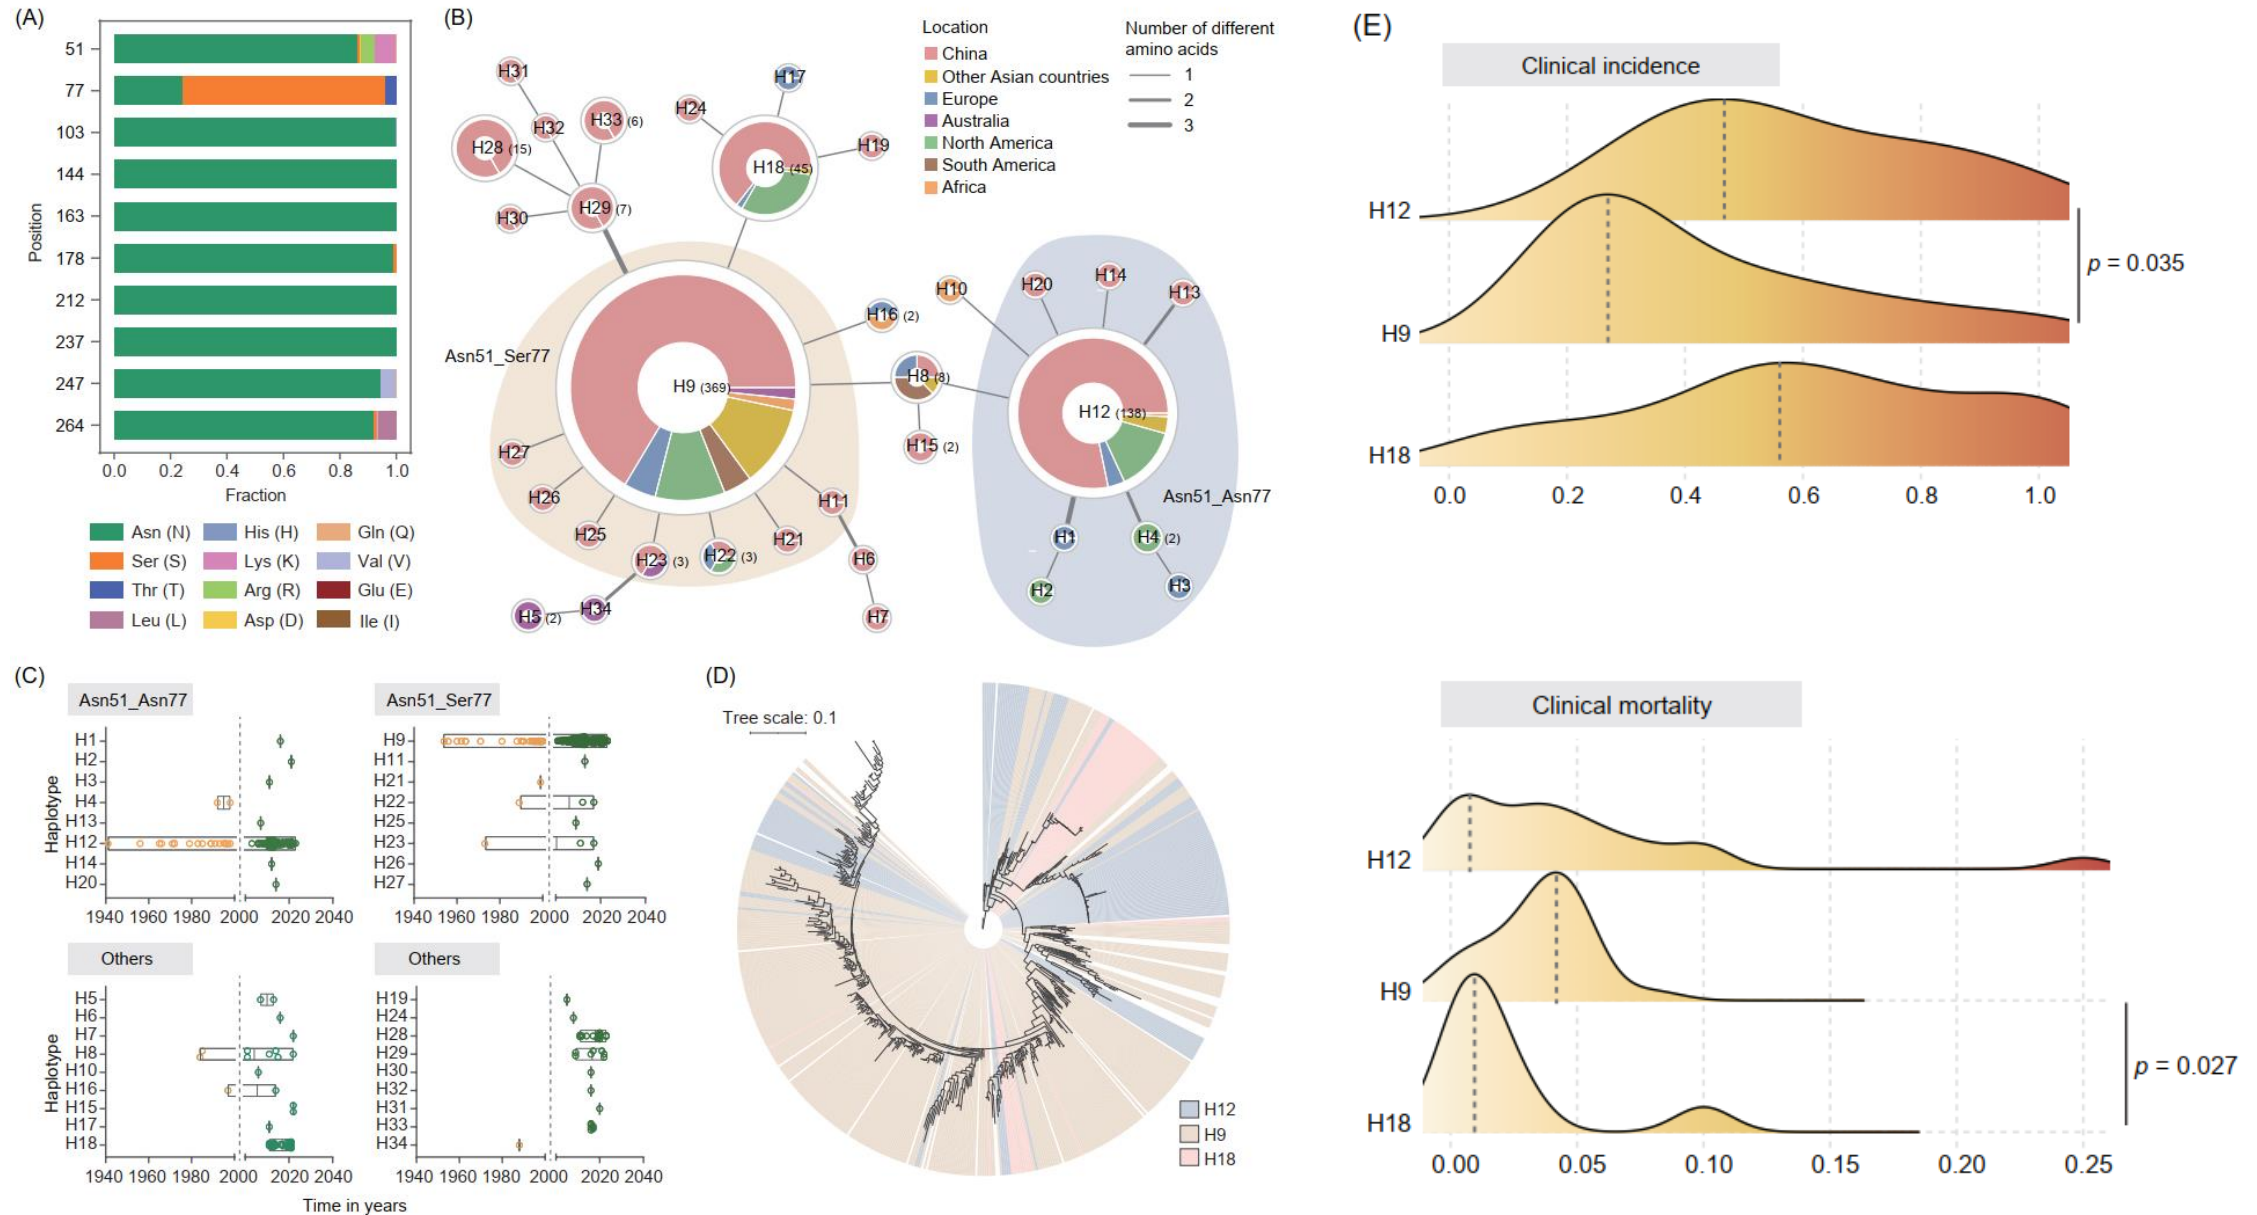 (A)
51
77
103
144
163
178
212
237
247
264
Position
0.0 0.2 0.4 0.6 0.8 1.0
Fraction
Asn (N) His (H) Gln (Q)
Ser (S) Lys (K) Val (V)
Thr (T) Arg (R) Glu (E)
Leu (L) Asp (D) Ile (I)
(B)
Location
China
Other Asian countries
Europe
Australia
North America
South America
Africa
Number of different
amino acids
1
2
3
H31
H17
H24
H33 (6)
H32
H28 (15)
H19
H18 (45)
H29 (7)
H30
H10
H20
H14
H13
H16 (2)
Asn51_Ser77
H9 (369)
H8 (8)
H12 (138)
H15 (2)
H27
H26
H25
H23 (3)
H22 (3)
H21
H11
H6
H7
H5 (2)
H34
Asn51_Asn77
H1
H4 (2)
H2
H3
(C)
Asn51_Asn77
H1
H2
H3
H4
H13
H12
H14
H20
Haplotype
1940 1960 1980 2000 2020 2040
Asn51_Ser77
H9
H11
H21
H22
H25
H23
H26
H27
1940 1960 1980 2000 2020 2040
Others
H5
H6
H7
H8
H10
H16
H15
H17
H18
Haplotype
1940 1960 1980 2000 2020 2040
Others
H19
H24
H28
H29
H30
H32
H31
H33
H34
1940 1960 1980 2000 2020 2040
Time in years
(D)
Tree scale: 0.1
H12
H9
H18
(E)
Clinical incidence
H12
H9
H18
p = 0.035
0.0 0.2 0.4 0.6 0.8 1.0
Clinical mortality
H12
H9
H18
p = 0.027
0.00 0.05 0.10 0.15 0.20 0.25